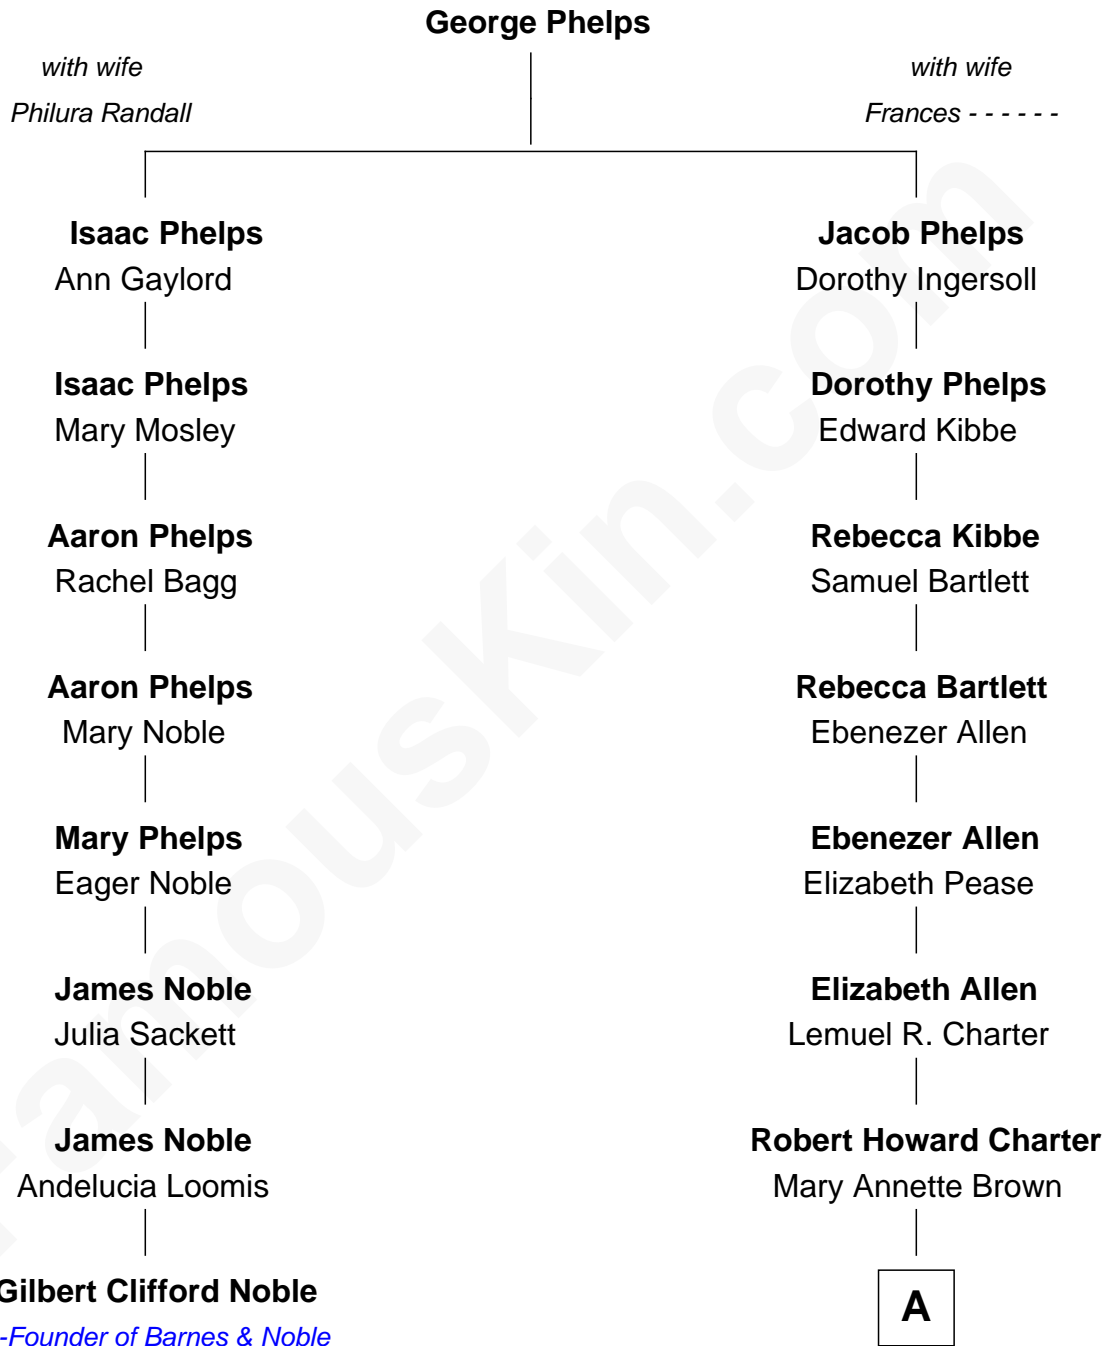 George Phelps
with wife
Philura Randall
with wife
Frances - - - - - -
Isaac Phelps
Ann Gaylord
Jacob Phelps
Dorothy Ingersoll
Isaac Phelps
Mary Mosley
Dorothy Phelps
Edward Kibbe
Aaron Phelps
Rachel Bagg
Rebecca Kibbe
Samuel Bartlett
Aaron Phelps
Mary Noble
Rebecca Bartlett
Ebenezer Allen
Mary Phelps
Eager Noble
Ebenezer Allen
Elizabeth Pease
James Noble
Julia Sackett
Elizabeth Allen
Lemuel R. Charter
James Noble
Andelucia Loomis
Robert Howard Charter
Mary Annette Brown
Gilbert Clifford Noble
-Founder of Barnes & Noble
A
FamousKin.com